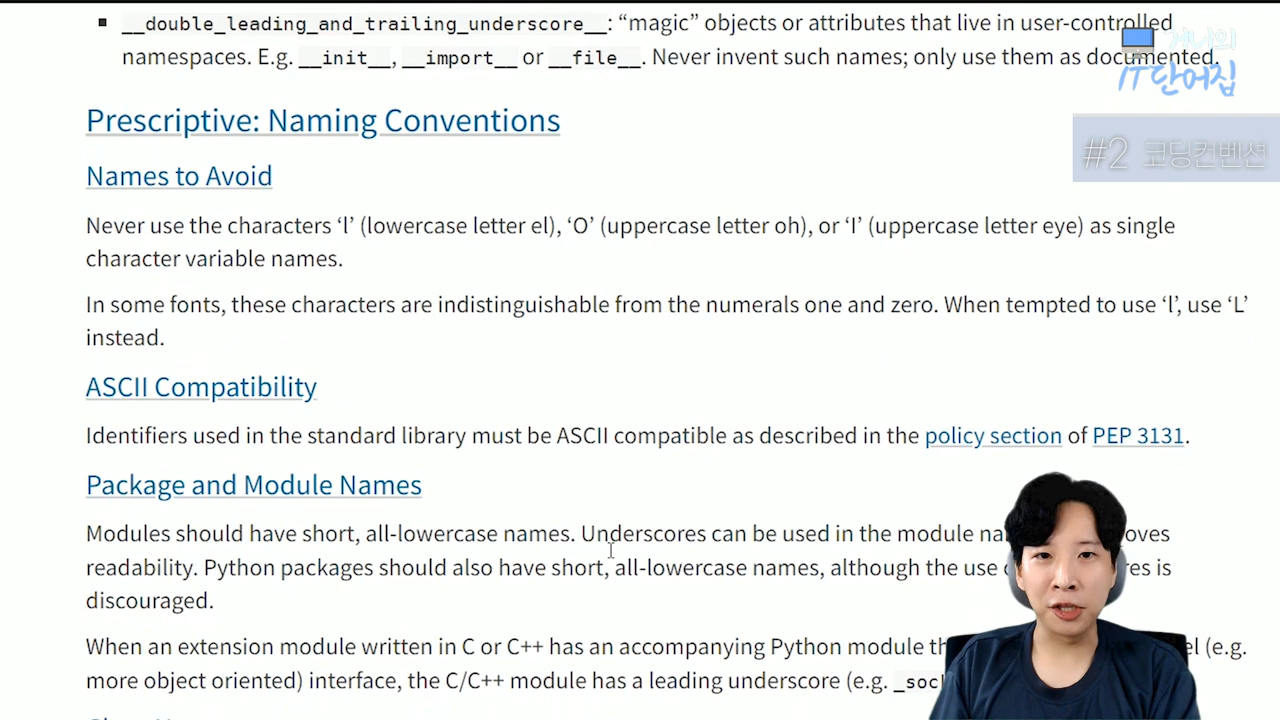 __double_leading_and_trailing_underscore__: “magic” objects or attributes that live in user-controlled
namespaces. E.g. __init__, __import__ or __file__. Never invent such names; only use them as documented.
IT단어집
#2 코딩컨벤션
Prescriptive: Naming Conventions
Names to Avoid
Never use the characters ‘l’ (lowercase letter el), ‘O’ (uppercase letter oh), or ‘I’ (uppercase letter eye) as single
character variable names.
In some fonts, these characters are indistinguishable from the numerals one and zero. When tempted to use ‘l’, use ‘L’
instead.
ASCII Compatibility
Identifiers used in the standard library must be ASCII compatible as described in the policy section of PEP 3131.
Package and Module Names
Modules should have short, all-lowercase names. Underscores can be used in the module
readability. Python packages should also have short, all-lowercase names, although the use is
discouraged.
When an extension module written in C or C++ has an accompanying Python module (e.g.
more object oriented) interface, the C/C++ module has a leading underscore (e.g.